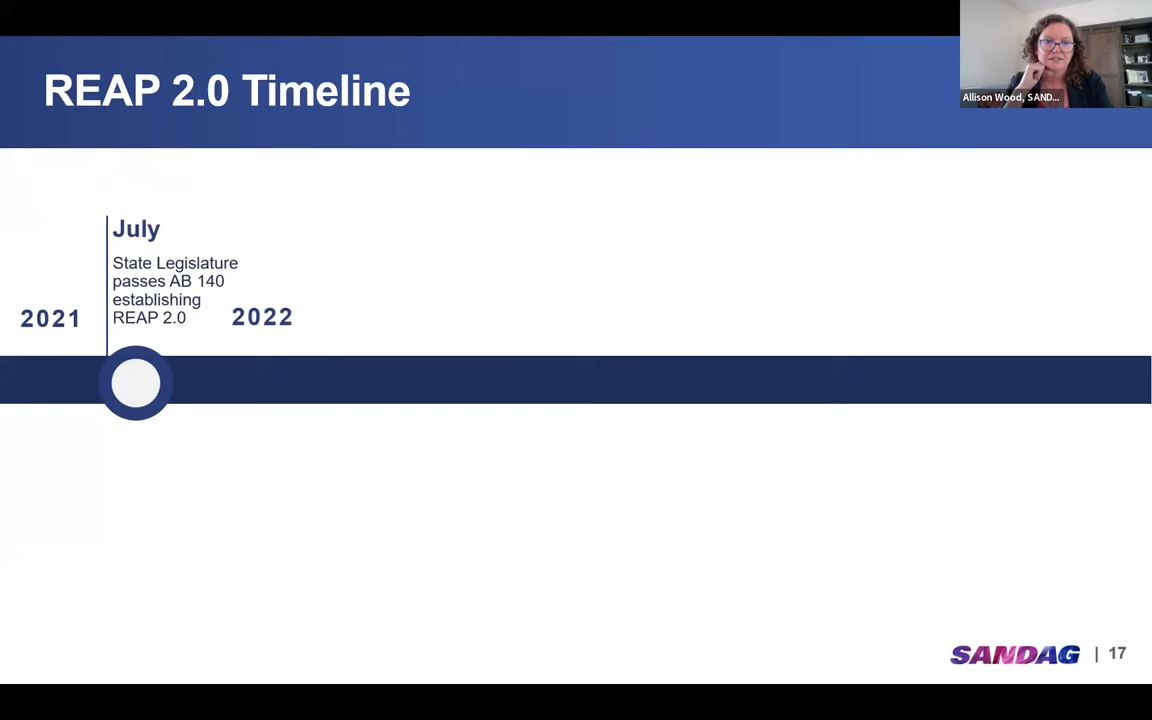 REAP 2.0 Timeline
Allison Wood, SAND...
July
State Legislature
passes AB 140
establishing
REAP 2.0
2021
2022
SANDAG | 17